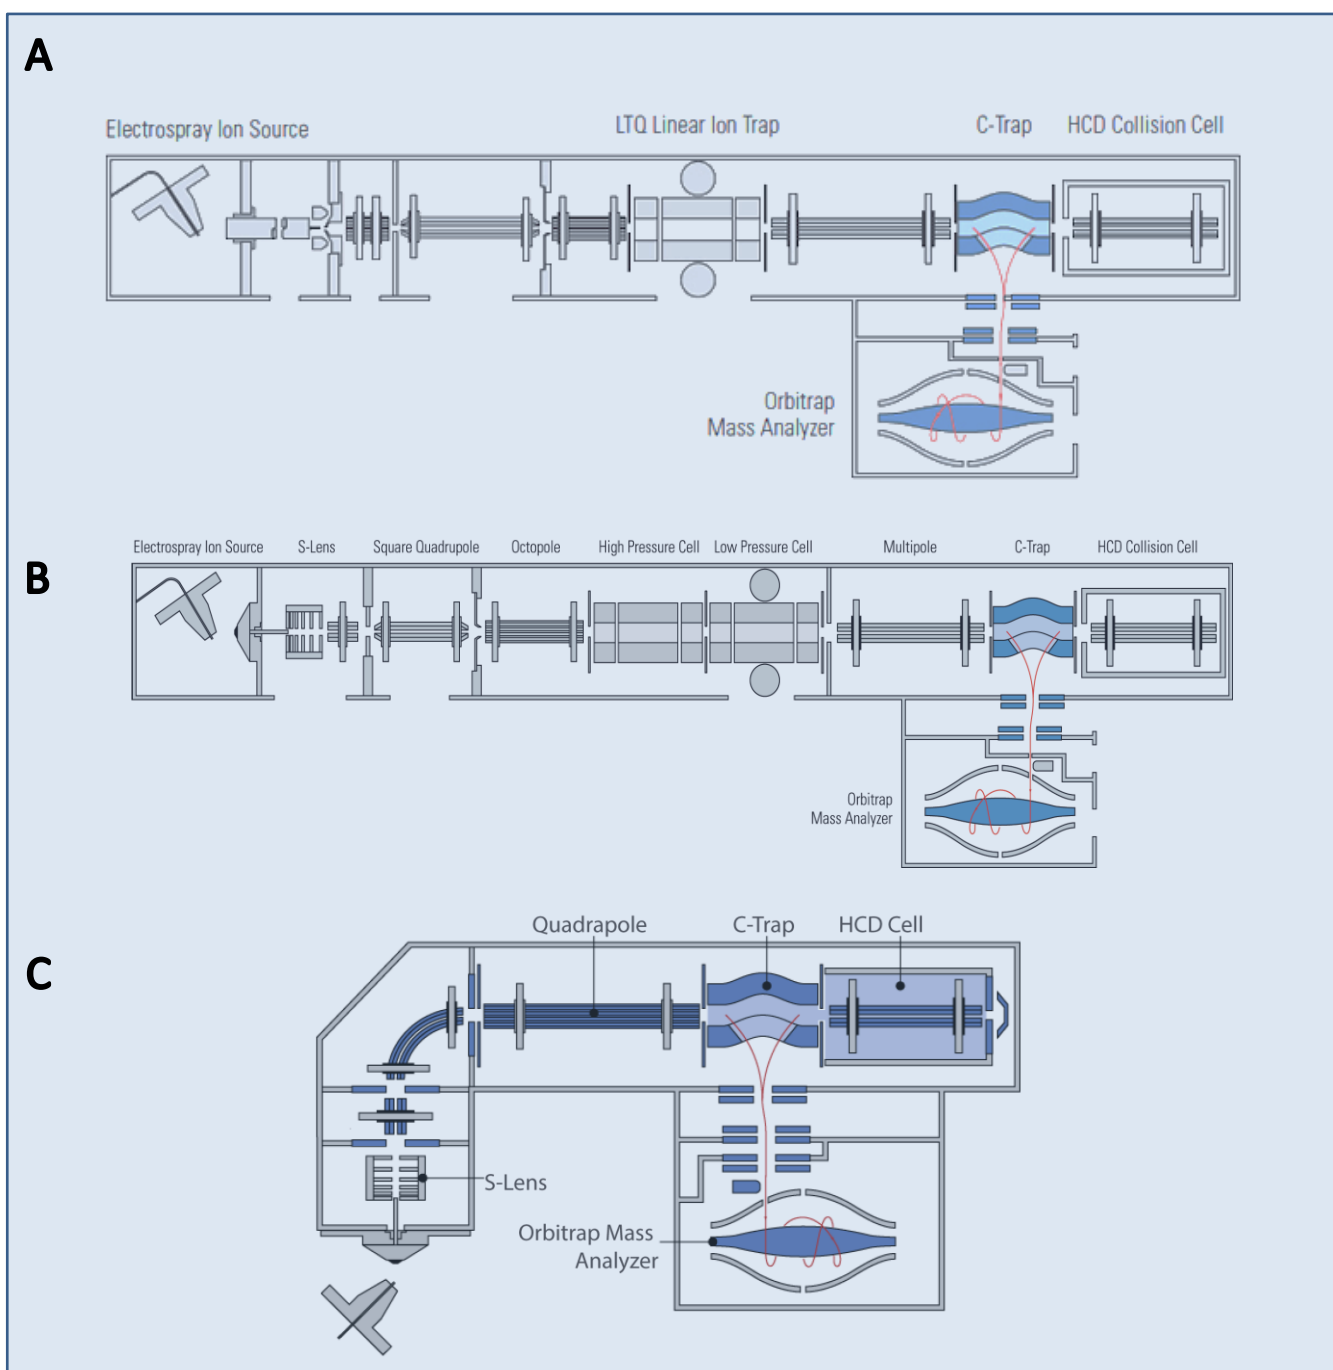 A
Electrospray Ion Source
LTQ Linear Ion Trap
C-Trap
HCD Collision Cell
Orbitrap
Mass Analyzer
B
Electrospray Ion Source
S-Lens
Square Quadrupole
Octopole
High Pressure Cell
Low Pressure Cell
Multipole
C-Trap
HCD Collision Cell
Orbitrap
Mass Analyzer
C
Quadrapole
C-Trap
HCD Cell
S-Lens
Orbitrap Mass
Analyzer